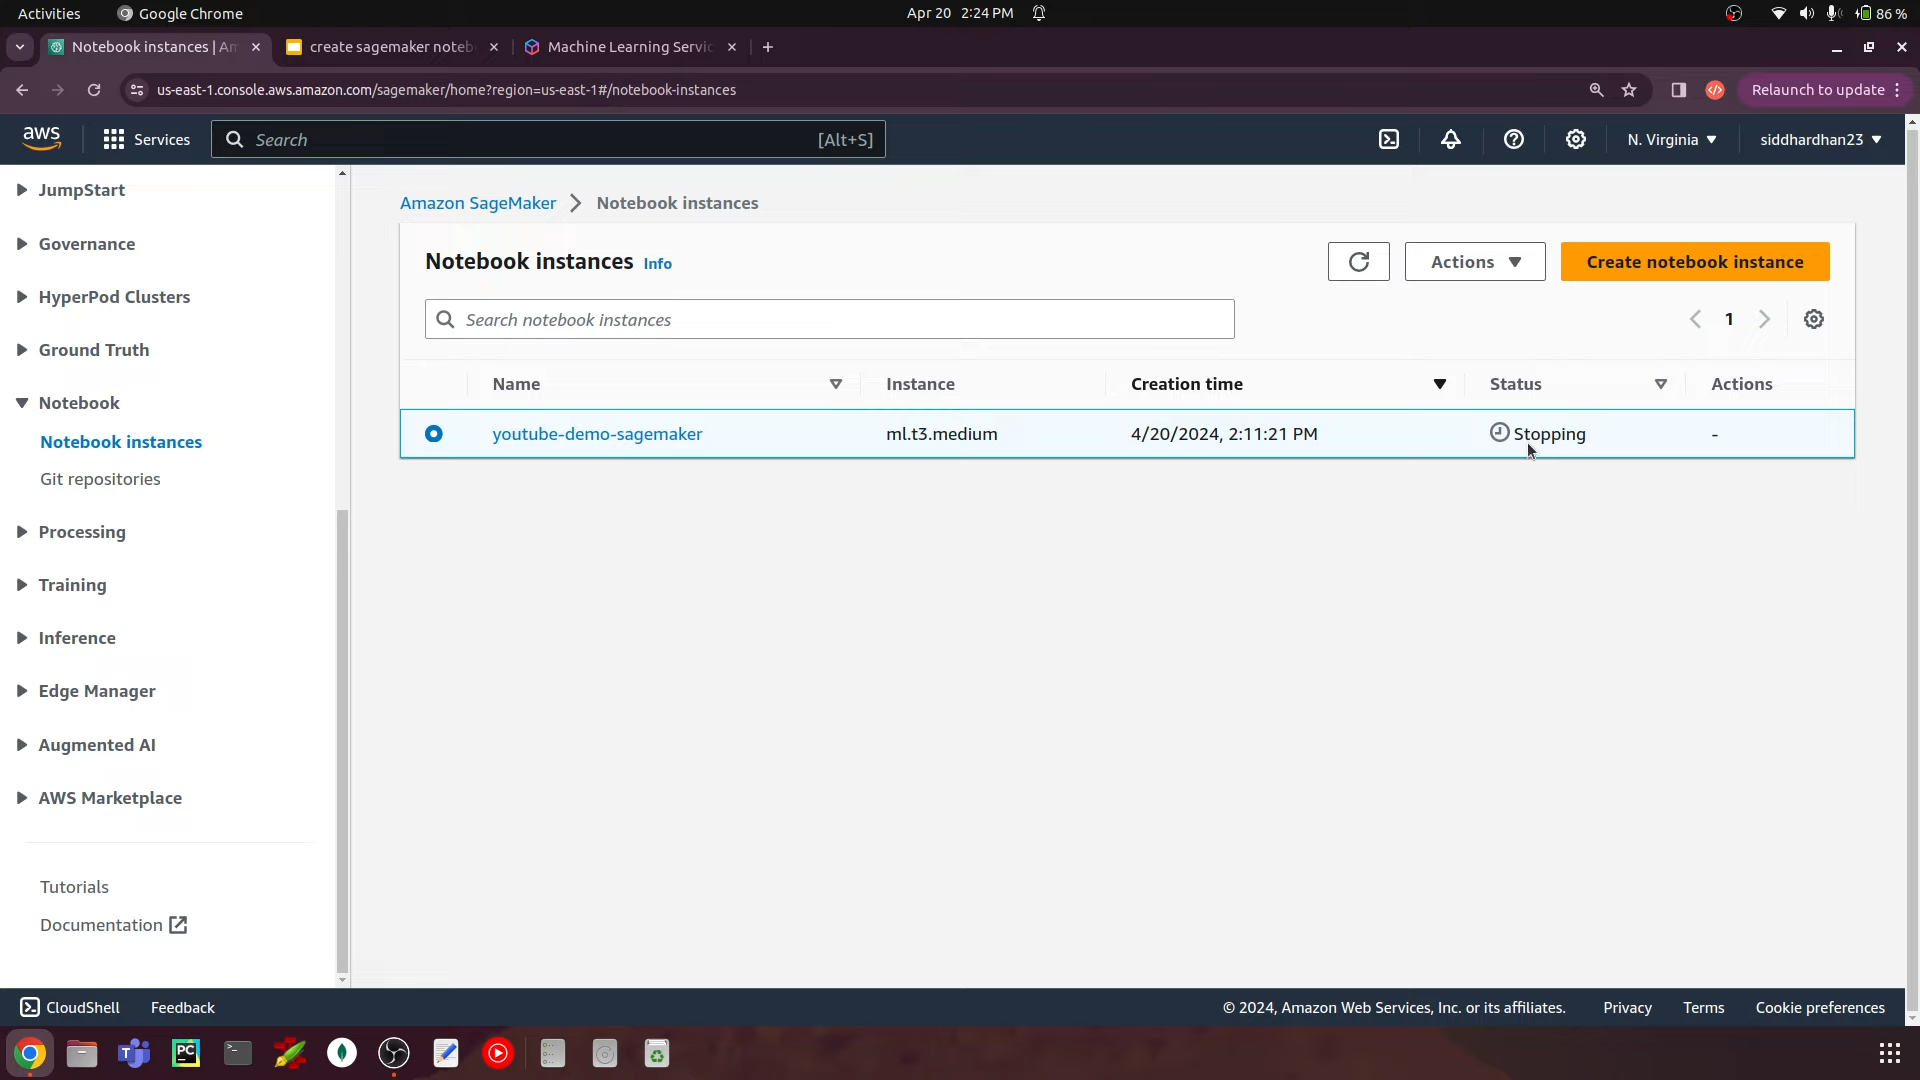 Activities Google Chrome Apr 20 2:24 PM 86 %
Notebook instances | Am create sagemaker noteb Machine Learning Servic
us-east-1.console.aws.amazon.com/sagemaker/home?region=us-east-1#/notebook-instances Relaunch to update
aws Services Search [Alt+S] N. Virginia siddhardhan23
JumpStart
Governance
HyperPod Clusters
Ground Truth
Notebook
Notebook instances
Git repositories
Processing
Training
Inference
Edge Manager
Augmented AI
AWS Marketplace
Tutorials
Documentation
Amazon SageMaker Notebook instances
Notebook instances Info Actions Create notebook instance
Search notebook instances 1
Name Instance Creation time Status Actions
youtube-demo-sagemaker ml.t3.medium 4/20/2024, 2:11:21 PM Stopping -
CloudShell Feedback © 2024, Amazon Web Services, Inc. or its affiliates. Privacy Terms Cookie preferences
PC